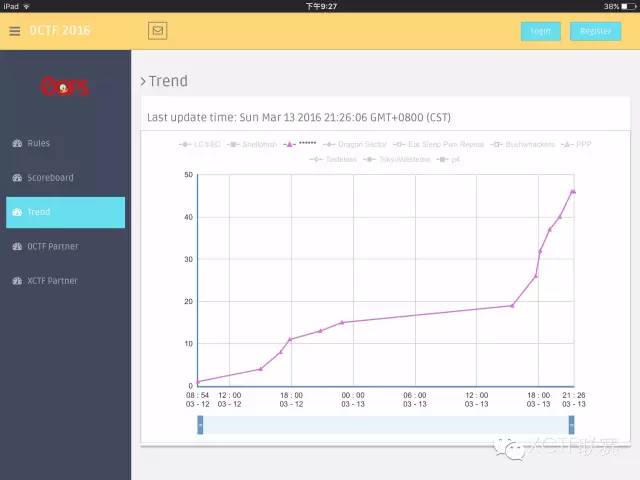 iPad 下午9:27 38%
0CTF 2016 Login Register
0OPS
Trend
Last update time: Sun Mar 13 2016 21:26:06 GMT+0800 (CST)
LC↯BC Shellphish ****** Dragon Sector Eat Sleep Pwn Repeat Bushwhackers PPP
Tasteless TokyoWesterns p4
Rules
Scoreboard
Trend
0CTF Partner
XCTF Partner
50
40
30
20
10
0
08 : 54 12 : 00 18 : 00 00 : 00 06 : 00 12 : 00 18 : 00 21 : 26
03 - 12 03 - 12 03 - 12 03 - 13 03 - 13 03 - 13 03 - 13 03 - 13
XCTF联赛